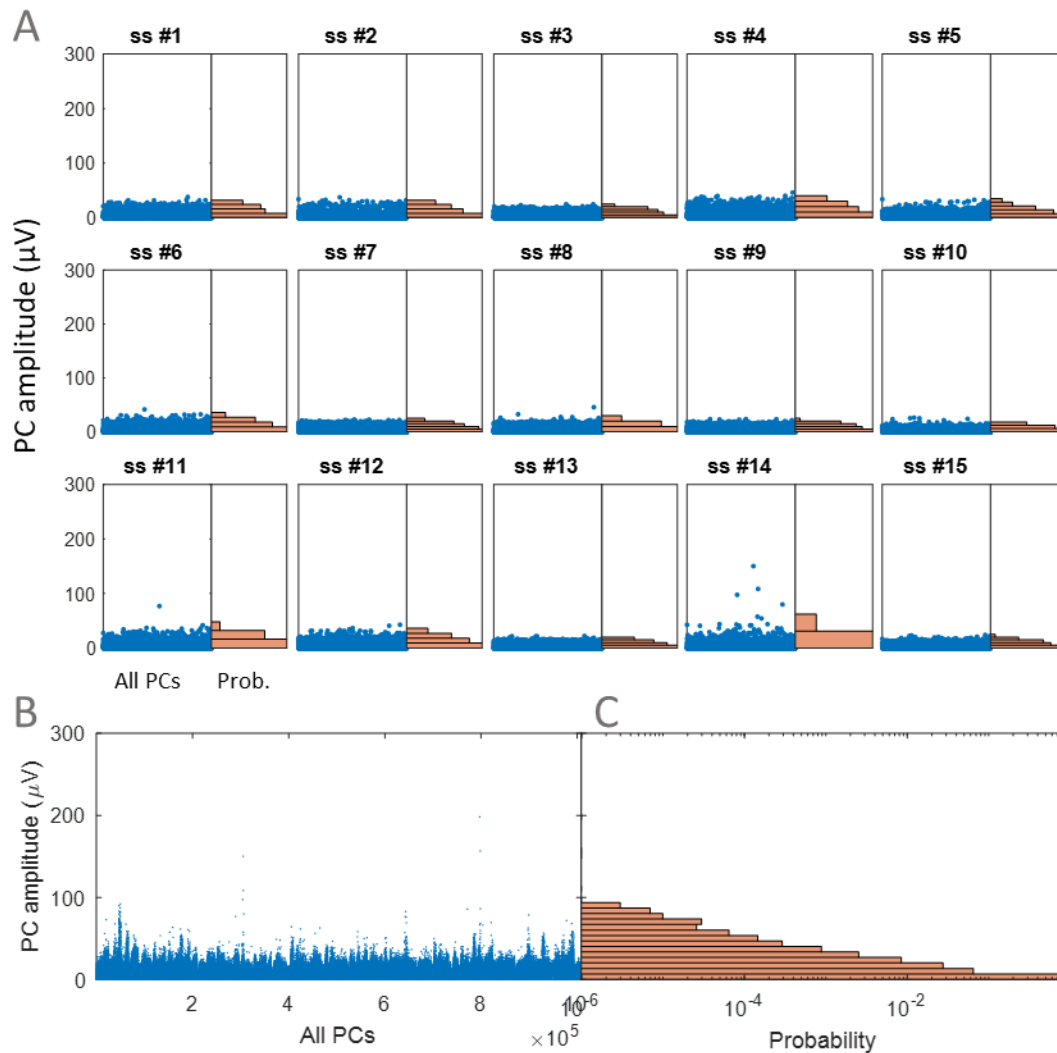 A
ss #1 ss #2 ss #3 ss #4 ss #5
300
200
100
0
ss #6 ss #7 ss #8 ss #9 ss #10
300
200
100
0
ss #11 ss #12 ss #13 ss #14 ss #15
300
200
100
0
PC amplitude (µV)
All PCs Prob.
B
300
200
100
0
PC amplitude (µV)
2 4 6 8 10
×10^5
All PCs
C
10^-6 10^-4 10^-2
Probability